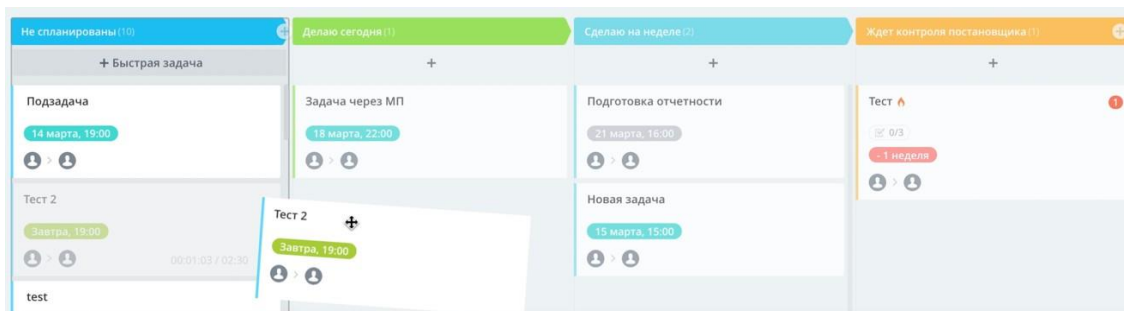 Не спланированы (10)
Делаю сегодня (1)
Сделаю на неделе (2)
Ждет контроля постановщика (1)
+ Быстрая задача
+
+
+
Подзадача
14 марта, 19:00
Задача через МП
18 марта, 22:00
Подготовка отчетности
21 марта, 16:00
Тест
1
0/3
- 1 неделя
Тест 2
Завтра, 19:00
00:01:03 / 02:30
Тест 2
Завтра, 19:00
Новая задача
15 марта, 15:00
test